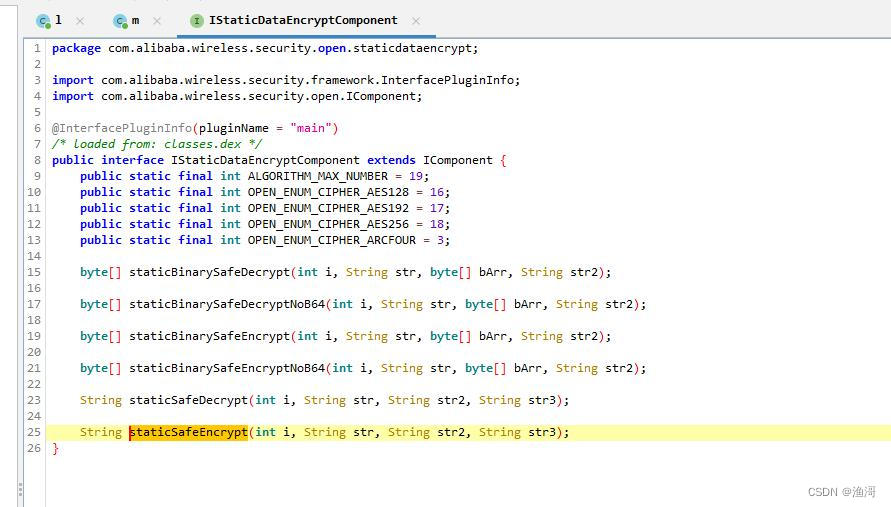 l
m
IStaticDataEncryptComponent
1 package com.alibaba.wireless.security.open.staticdataencrypt;
2
3 import com.alibaba.wireless.security.framework.InterfacePluginInfo;
4 import com.alibaba.wireless.security.open.IComponent;
5
6 @InterfacePluginInfo(pluginName = "main")
7 /* loaded from: classes.dex */
8 public interface IStaticDataEncryptComponent extends IComponent {
9     public static final int ALGORITHM_MAX_NUMBER = 19;
10     public static final int OPEN_ENUM_CIPHER_AES128 = 16;
11     public static final int OPEN_ENUM_CIPHER_AES192 = 17;
12     public static final int OPEN_ENUM_CIPHER_AES256 = 18;
13     public static final int OPEN_ENUM_CIPHER_ARCFOUR = 3;
14
15     byte[] staticBinarySafeDecrypt(int i, String str, byte[] bArr, String str2);
16
17     byte[] staticBinarySafeDecryptNoB64(int i, String str, byte[] bArr, String str2);
18
19     byte[] staticBinarySafeEncrypt(int i, String str, byte[] bArr, String str2);
20
21     byte[] staticBinarySafeEncryptNoB64(int i, String str, byte[] bArr, String str2);
22
23     String staticSafeDecrypt(int i, String str, String str2, String str3);
24
25     String staticSafeEncrypt(int i, String str, String str2, String str3);
26 }
CSDN @渔滒